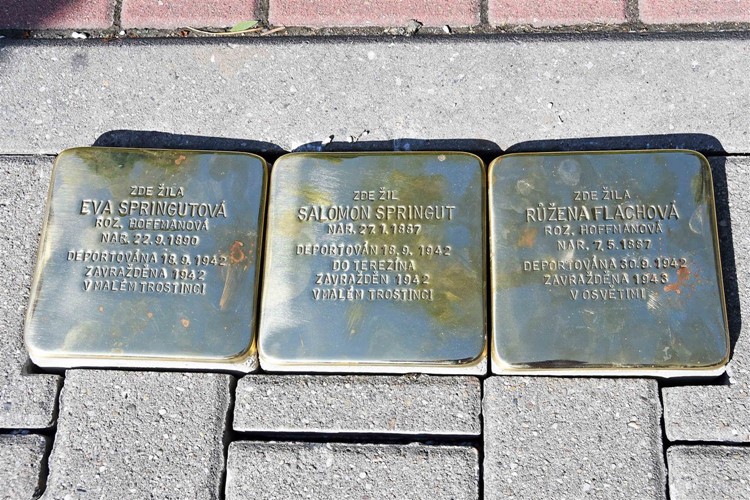 ZDE ŽILA
EVA SPRINGUTOVÁ
ROZ. HOFFMANOVÁ
NAR. 22.9.1890
DEPORTOVÁNA 18.9.1942
ZAVRAŽDĚNA 1942
V MALÉM TROSTINCI
ZDE ŽIL
SALOMON SPRINGUT
NAR. 27.1.1887
DEPORTOVÁN 18.9.1942
DO TEREZÍNA
ZAVRAŽDĚN 1942
V MALÉM TROSTINCI
ZDE ŽILA
RŮŽENA FLACHOVÁ
ROZ. HOFFMANOVÁ
NAR. 7.5.1887
DEPORTOVÁNA 30.9.1942
ZAVRAŽDĚNA 1943
V OSVĚTIMI